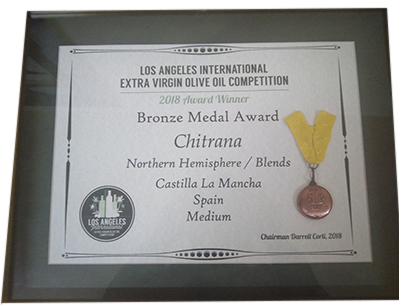 LOS ANGELES INTERNATIONAL
EXTRA VIRGIN OLIVE OIL COMPETITION
2018 Award Winner
Bronze Medal Award
Chitrana
Northern Hemisphere / Blends
Castilla La Mancha
Spain
Medium
LOS ANGELES
International
Chairman Darrell Corti, 2018